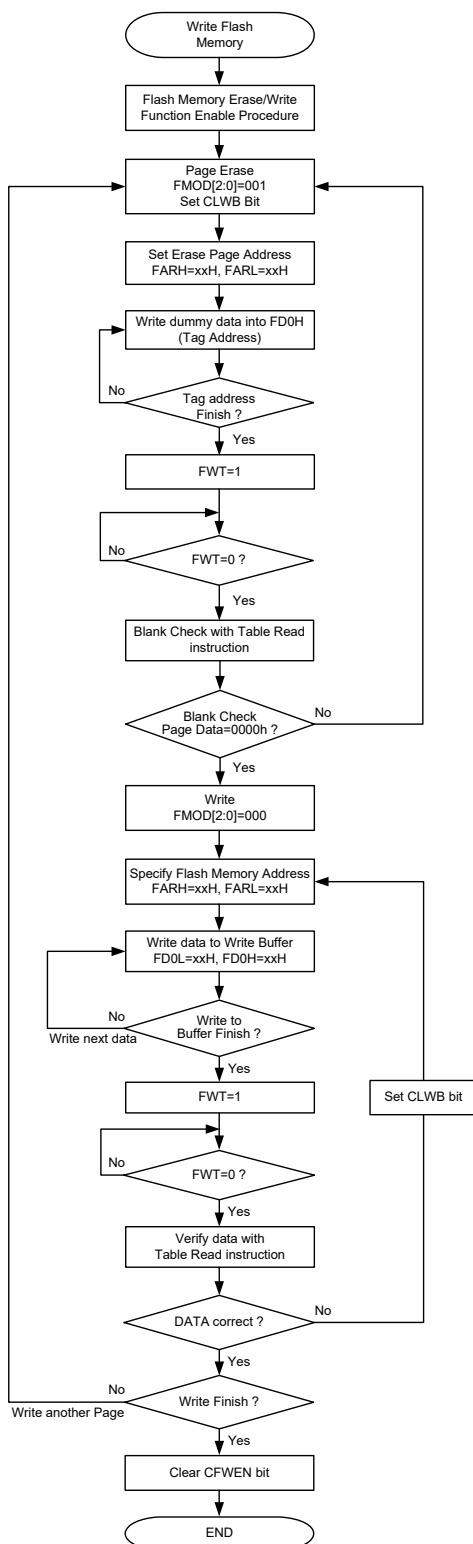 Write Flash
Memory
Flash Memory Erase/Write
Function Enable Procedure
Page Erase
FMOD[2:0]=001
Set CLWB Bit
Set Erase Page Address
FARH=xxH, FARL=xxH
Write dummy data into FD0H
(Tag Address)
No
Tag address
Finish ?
Yes
FWT=1
No
FWT=0 ?
Yes
Blank Check with Table Read
instruction
Blank Check
Page Data=0000h ?
No
Yes
Write
FMOD[2:0]=000
Specify Flash Memory Address
FARH=xxH, FARL=xxH
Write data to Write Buffer
FD0L=xxH, FD0H=xxH
No
Write next data
Write to
Buffer Finish ?
Yes
FWT=1
Set CLWB bit
No
FWT=0 ?
Yes
Verify data with
Table Read instruction
DATA correct ?
No
Yes
No
Write another Page
Write Finish ?
Yes
Clear CFWEN bit
END